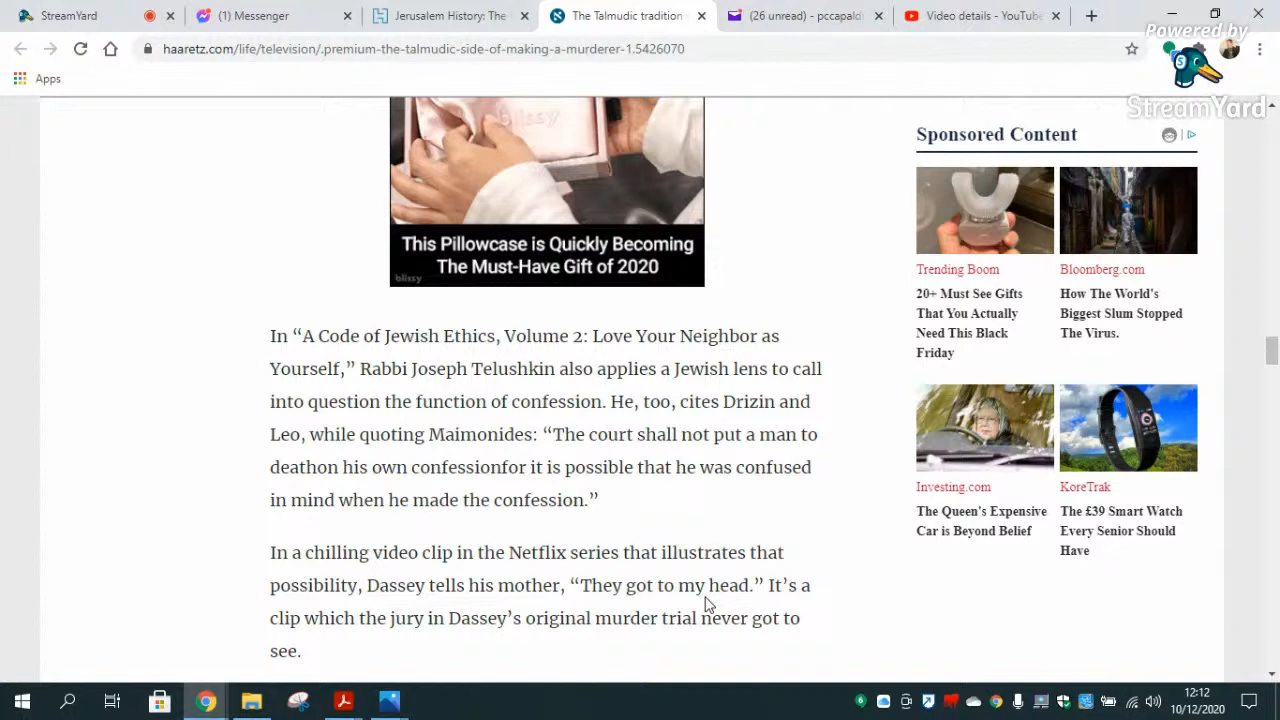 StreamYard
(1) Messenger
Jerusalem History: The
The Talmudic tradition
(26 unread) - pccapaldi
Video details - YouTube
haaretz.com/life/television/.premium-the-talmudic-side-of-making-a-murderer-1.5426070
Powered by
StreamYard
Apps
blissy
This Pillowcase is Quickly Becoming
The Must-Have Gift of 2020
blissy
In “A Code of Jewish Ethics, Volume 2: Love Your Neighbor as
Yourself,” Rabbi Joseph Telushkin also applies a Jewish lens to call
into question the function of confession. He, too, cites Drizin and
Leo, while quoting Maimonides: “The court shall not put a man to
deathon his own confessionfor it is possible that he was confused
in mind when he made the confession.”
In a chilling video clip in the Netflix series that illustrates that
possibility, Dassey tells his mother, “They got to my head.” It’s a
clip which the jury in Dassey’s original murder trial never got to
see.
Sponsored Content
Trending Boom
20+ Must See Gifts
That You Actually
Need This Black
Friday
Bloomberg.com
How The World's
Biggest Slum Stopped
The Virus.
Investing.com
The Queen's Expensive
Car is Beyond Belief
KoreTrak
The £39 Smart Watch
Every Senior Should
Have
12:12
10/12/2020